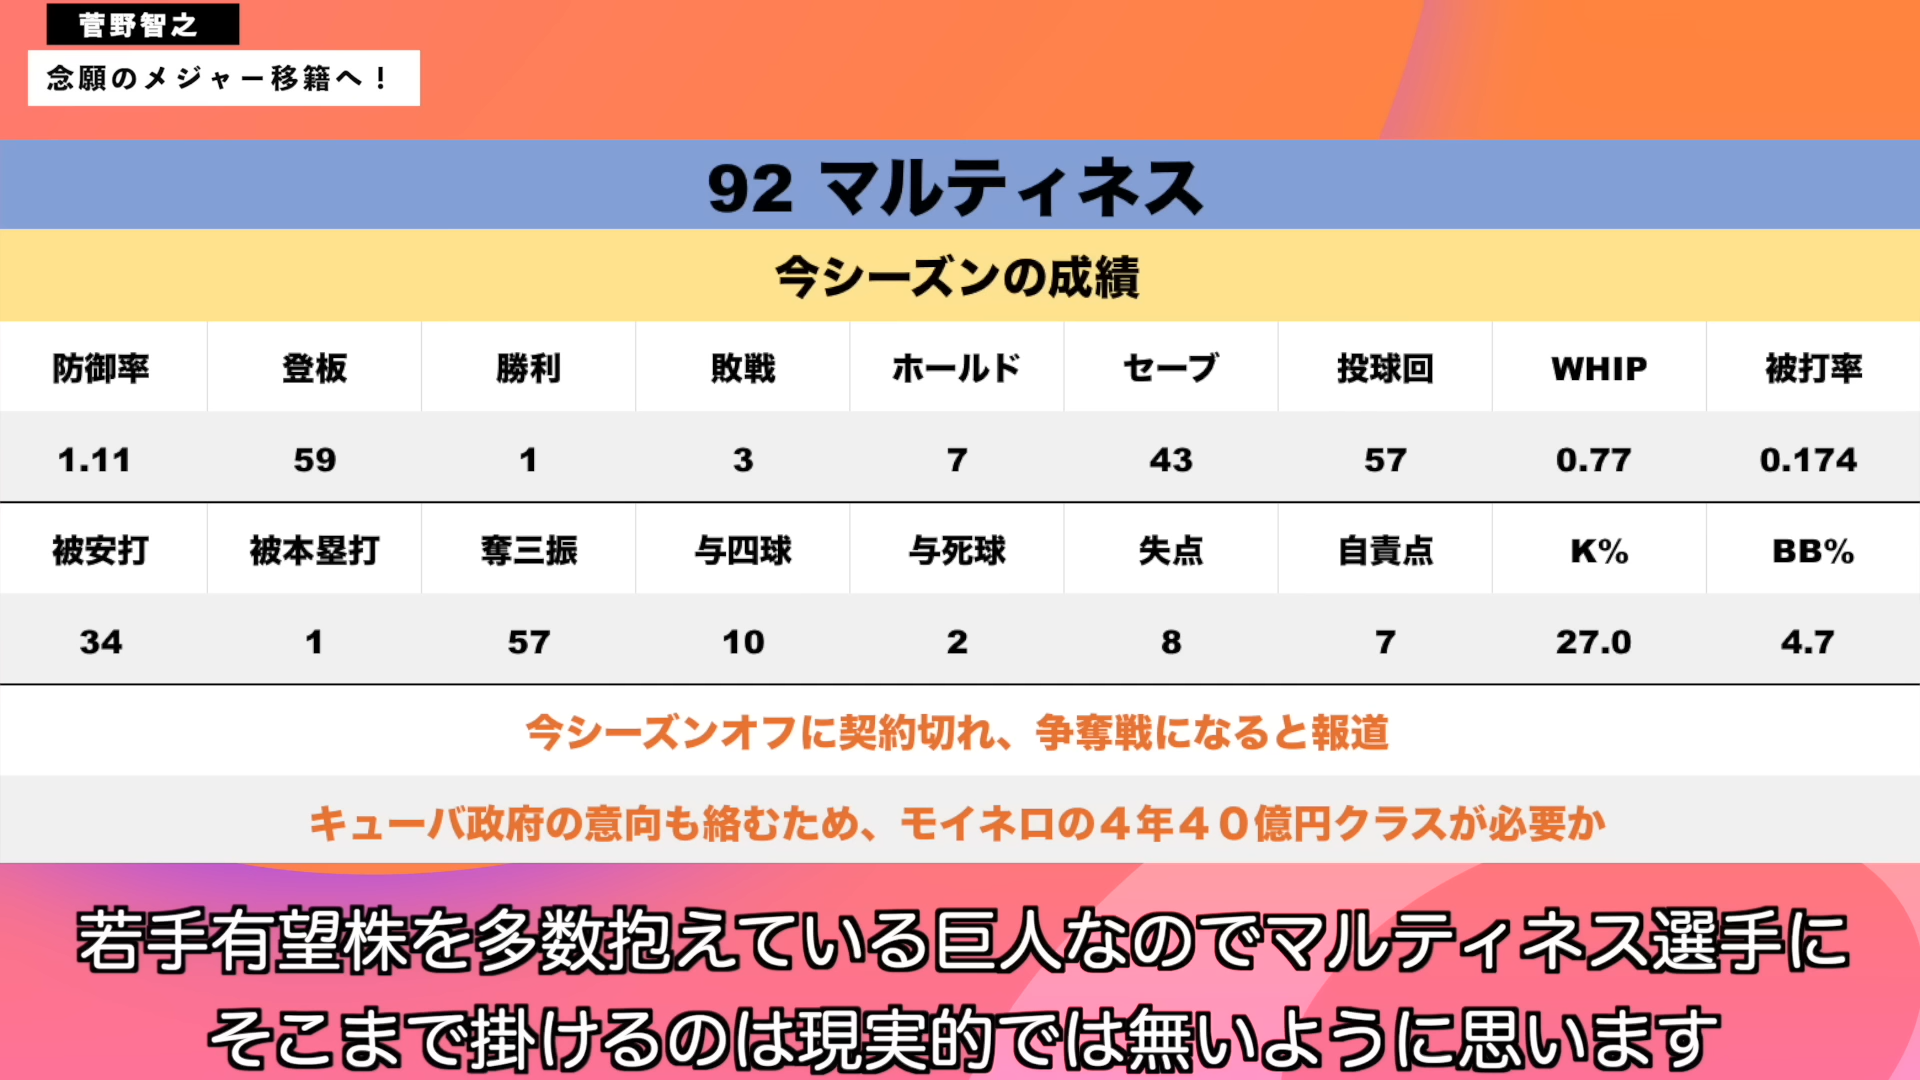 菅野智之
念願のメジャー移籍へ!
92 マルティネス
今シーズンの成績
防御率 登板 勝利 敗戦 ホールド セーブ 投球回 WHIP 被打率
1.11 59 1 3 7 43 57 0.77 0.174
被安打 被本塁打 奪三振 与四球 与死球 失点 自責点 K% BB%
34 1 57 10 2 8 7 27.0 4.7
今シーズンオフに契約切れ、争奪戦になると報道
キューバ政府の意向も絡むため、モイネロの4年40億円クラスが必要か
若手有望株を多数抱えている巨人なのでマルティネス選手に
そこまで掛けるのは現実的では無いように思います